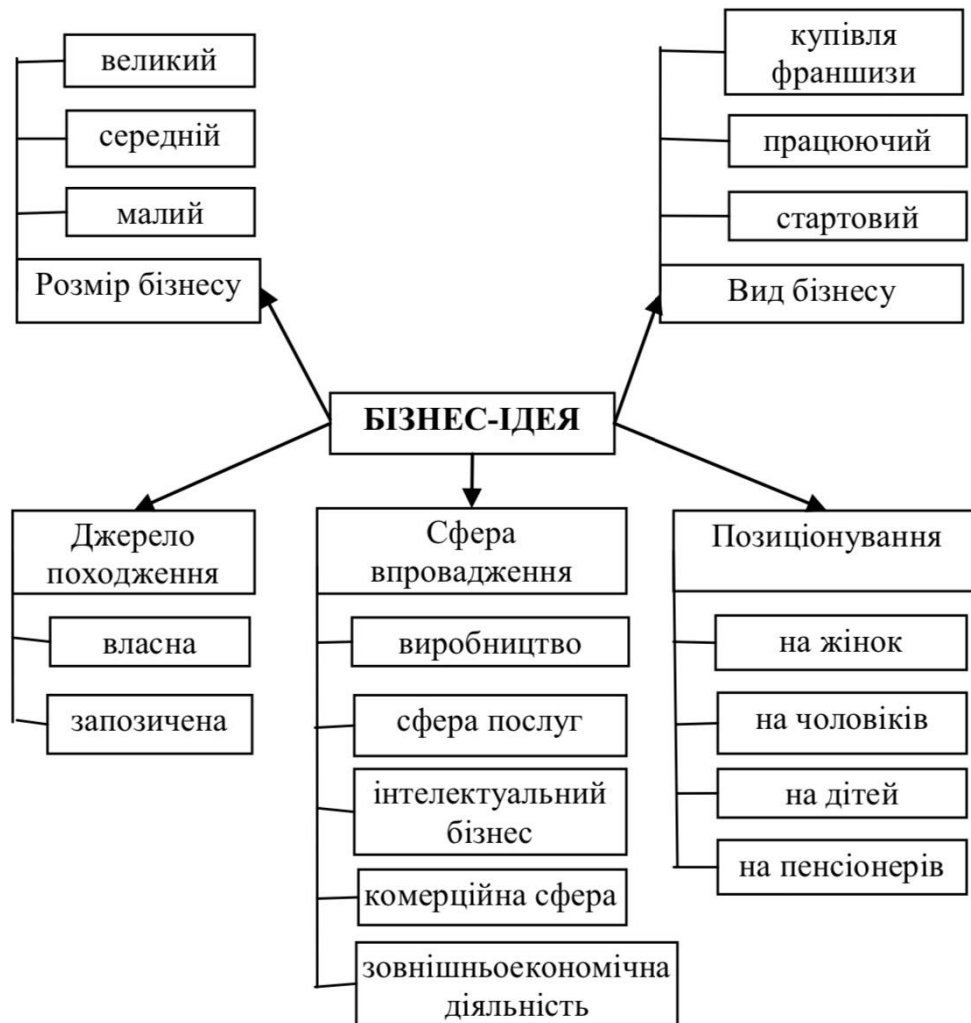 великий
середній
малий
Розмір бізнесу
купівля
франшизи
працюючий
стартовий
Вид бізнесу
БІЗНЕС-ІДЕЯ
Джерело
походження
власна
запозичена
Сфера
впровадження
виробництво
сфера послуг
інтелектуальний
бізнес
комерційна сфера
зовнішньоекономічна
діяльність
Позиціонування
на жінок
на чоловіків
на дітей
на пенсіонерів